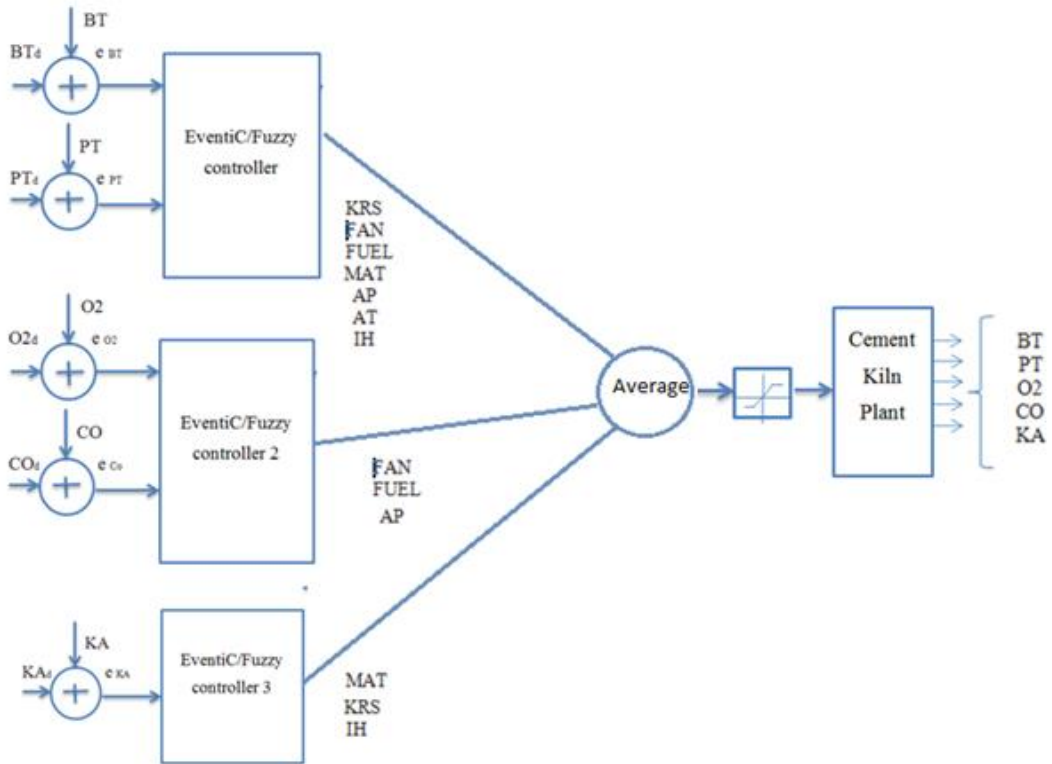 BT
BTd
e BT
EventiC/Fuzzy
controller
PT
PTd
e PT
KRS
FAN
FUEL
MAT
AP
AT
IH
O2
O2d
e O2
EventiC/Fuzzy
controller 2
CO
COd
e Co
FAN
FUEL
AP
KA
KAd
e KA
EventiC/Fuzzy
controller 3
MAT
KRS
IH
Average
Cement
Kiln
Plant
BT
PT
O2
CO
KA